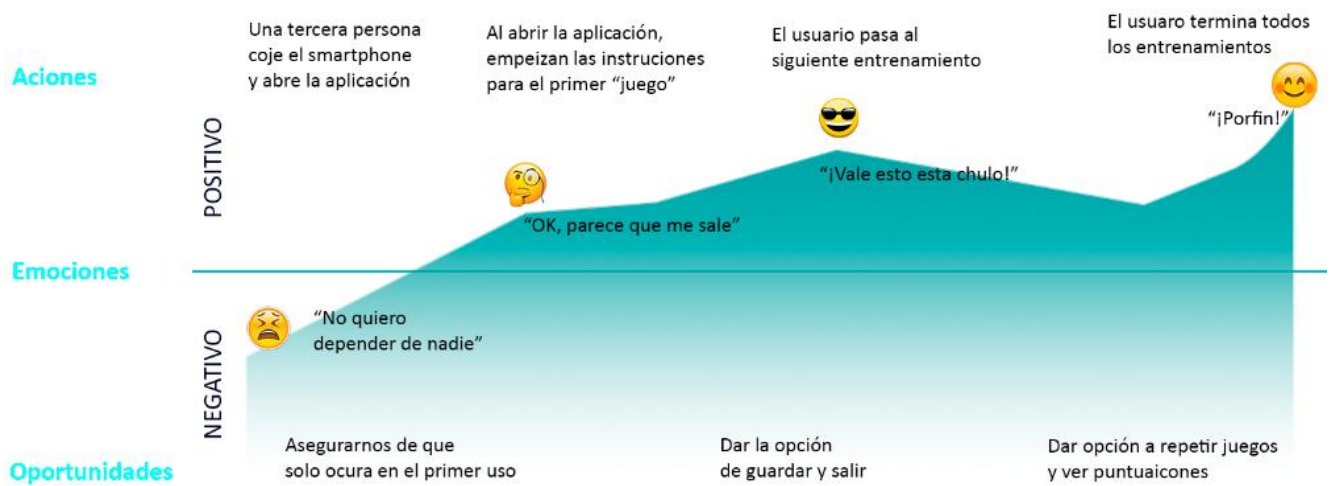 Aciones
Una tercera persona
coje el smartphone
y abre la aplicación
Al abrir la aplicación,
empeizan las instruciones
para el primer “juego”
El usuario pasa al
siguiente entrenamiento
El usuaro termina todos
los entrenamientos
POSITIVO
“¡Porfin!”
“¡Vale esto esta chulo!”
“OK, parece que me sale”
Emociones
NEGATIVO
“No quiero
depender de nadie”
Oportunidades
Asegurarnos de que
solo ocura en el primer uso
Dar la opción
de guardar y salir
Dar opción a repetir juegos
y ver puntuaicones